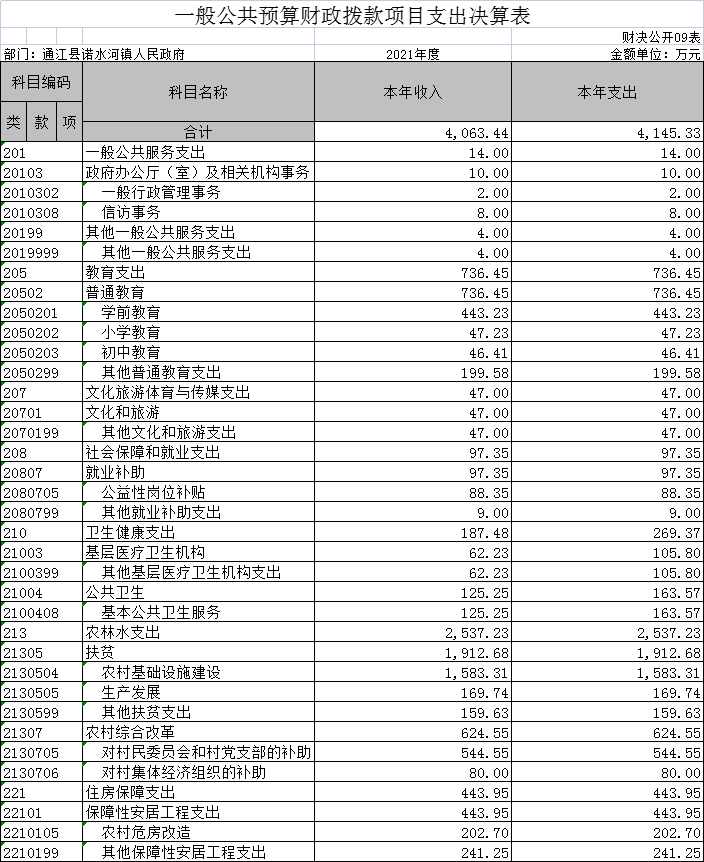 一般公共预算财政拨款项目支出决算表
财决公开09表
部门：通江县诺水河镇人民政府 2021年度 金额单位：万元
科目编码 科目名称 本年收入 本年支出
类 款 项
合计 4,063.44 4,145.33
201 一般公共服务支出 14.00 14.00
20103 政府办公厅（室）及相关机构事务 10.00 10.00
2010302 一般行政管理事务 2.00 2.00
2010308 信访事务 8.00 8.00
20199 其他一般公共服务支出 4.00 4.00
2019999 其他一般公共服务支出 4.00 4.00
205 教育支出 736.45 736.45
20502 普通教育 736.45 736.45
2050201 学前教育 443.23 443.23
2050202 小学教育 47.23 47.23
2050203 初中教育 46.41 46.41
2050299 其他普通教育支出 199.58 199.58
207 文化旅游体育与传媒支出 47.00 47.00
20701 文化和旅游 47.00 47.00
2070199 其他文化和旅游支出 47.00 47.00
208 社会保障和就业支出 97.35 97.35
20807 就业补助 97.35 97.35
2080705 公益性岗位补贴 88.35 88.35
2080799 其他就业补助支出 9.00 9.00
210 卫生健康支出 187.48 269.37
21003 基层医疗卫生机构 62.23 105.80
2100399 其他基层医疗卫生机构支出 62.23 105.80
21004 公共卫生 125.25 163.57
2100408 基本公共卫生服务 125.25 163.57
213 农林水支出 2,537.23 2,537.23
21305 扶贫 1,912.68 1,912.68
2130504 农村基础设施建设 1,583.31 1,583.31
2130505 生产发展 169.74 169.74
2130599 其他扶贫支出 159.63 159.63
21307 农村综合改革 624.55 624.55
2130705 对村民委员会和村党支部的补助 544.55 544.55
2130706 对村集体经济组织的补助 80.00 80.00
221 住房保障支出 443.95 443.95
22101 保障性安居工程支出 443.95 443.95
2210105 农村危房改造 202.70 202.70
2210199 其他保障性安居工程支出 241.25 241.25